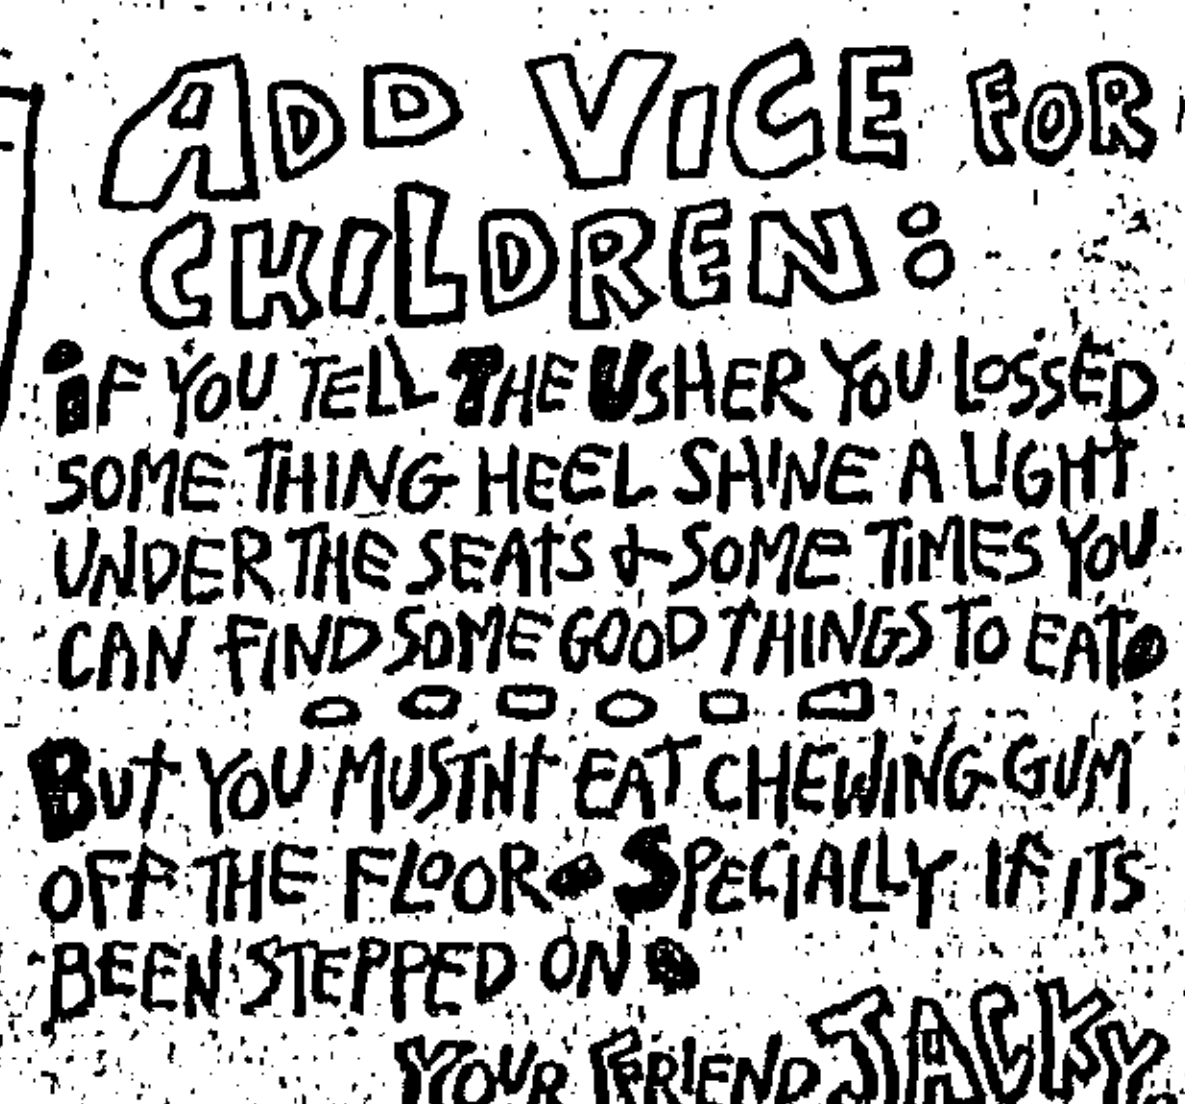 ADD VICE FOR
CHILDREN:
iF YOU TELL THE USHER YOU LOSSED
SOME THING HEEL SHINE A LIGHT
UNDER THE SEATS & SOME TIMES YOU
CAN FIND SOME GOOD THINGS TO EAT.
BUT YOU MUSTNT EAT CHEWING GUM
OFF THE FLOOR - SPECIALLY IF ITS
BEEN STEPPED ON.
YOUR FRIEND JACKY